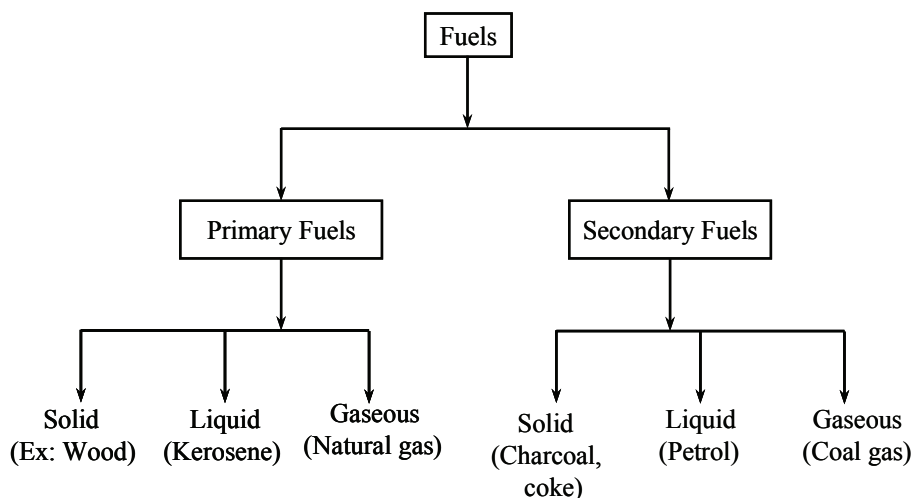 Fuels
Primary Fuels
Secondary Fuels
Solid
(Ex: Wood)
Liquid
(Kerosene)
Gaseous
(Natural gas)
Solid
(Charcoal,
coke)
Liquid
(Petrol)
Gaseous
(Coal gas)